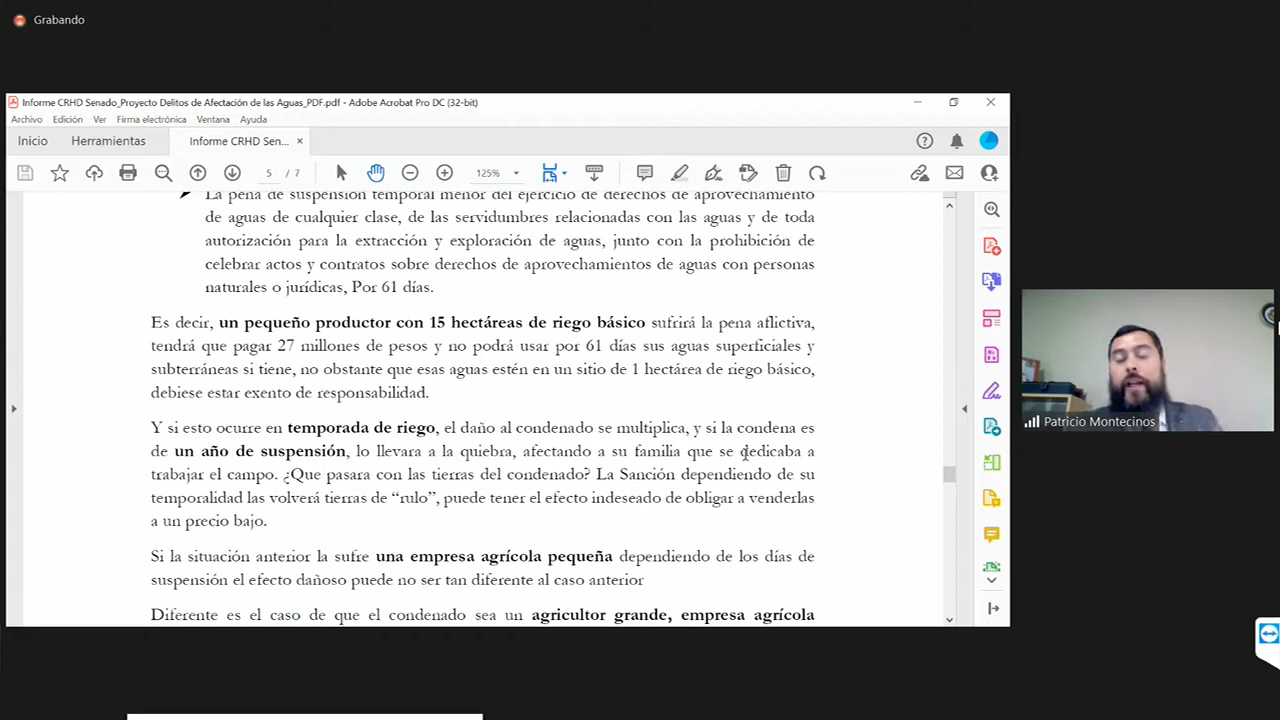 Grabando
Informe CRHD Senado_Proyecto Delitos de Afectación de las Aguas_PDF.pdf - Adobe Acrobat Pro DC (32-bit)
Archivo Edición Ver Firma electrónica Ventana Ayuda
Inicio Herramientas Informe CRHD Sen... ×
5 / 7 125%
La pena de suspensión temporal menor del ejercicio de derechos de aprovechamiento
de aguas de cualquier clase, de las servidumbres relacionadas con las aguas y de toda
autorización para la extracción y exploración de aguas, junto con la prohibición de
celebrar actos y contratos sobre derechos de aprovechamientos de aguas con personas
naturales o jurídicas, Por 61 días.
Es decir, un pequeño productor con 15 hectáreas de riego básico sufrirá la pena aflictiva,
tendrá que pagar 27 millones de pesos y no podrá usar por 61 días sus aguas superficiales y
subterráneas si tiene, no obstante que esas aguas estén en un sitio de 1 hectárea de riego básico,
debiese estar exento de responsabilidad.
Y si esto ocurre en temporada de riego, el daño al condenado se multiplica, y si la condena es
de un año de suspensión, lo llevara a la quiebra, afectando a su familia que se dedicaba a
trabajar el campo. ¿Que pasara con las tierras del condenado? La Sanción dependiendo de su
temporalidad las volverá tierras de “rulo”, puede tener el efecto indeseado de obligar a venderlas
a un precio bajo.
Si la situación anterior la sufre una empresa agrícola pequeña dependiendo de los días de
suspensión el efecto dañoso puede no ser tan diferente al caso anterior
Diferente es el caso de que el condenado sea un agricultor grande, empresa agrícola
Patricio Montecinos